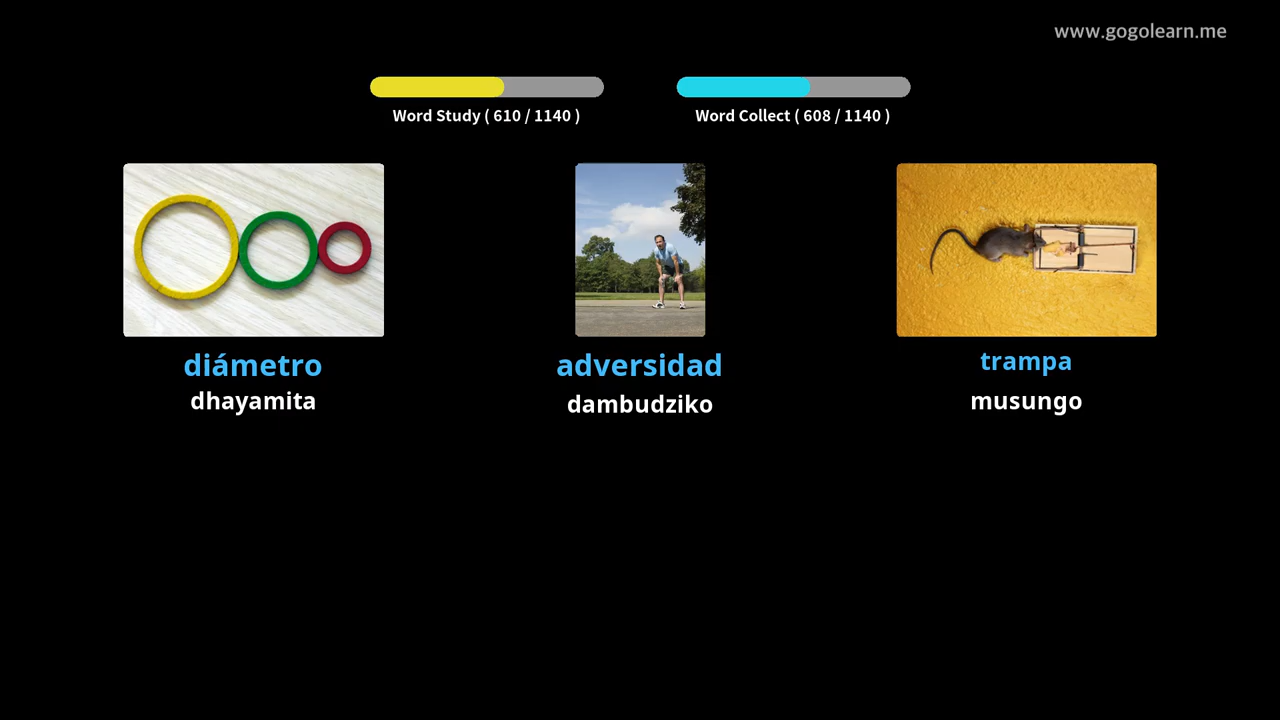 www.gogolearn.me
Word Study ( 610 / 1140 )
Word Collect ( 608 / 1140 )
diámetro
dhayamita
adversidad
dambudziko
trampa
musungo